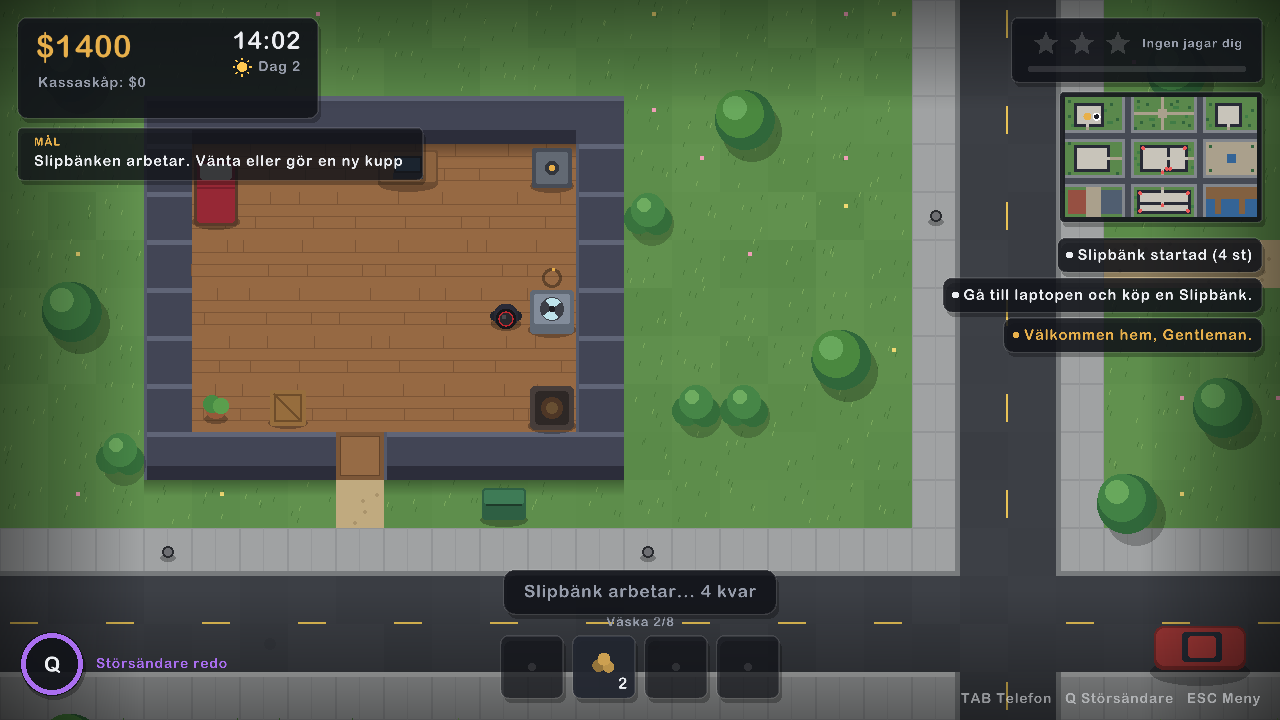 $1400
14:02
Kassaskåp: $0
Dag 2
MÅL
Slipbänken arbetar. Vänta eller gör en ny kupp
Ingen jagar dig
Slipbänk startad (4 st)
Gå till laptopen och köp en Slipbänk.
Välkommen hem, Gentleman.
Slipbänk arbetar... 4 kvar
Väska 2/8
2
Q
Störsändare redo
TAB Telefon Q Störsändare ESC Meny